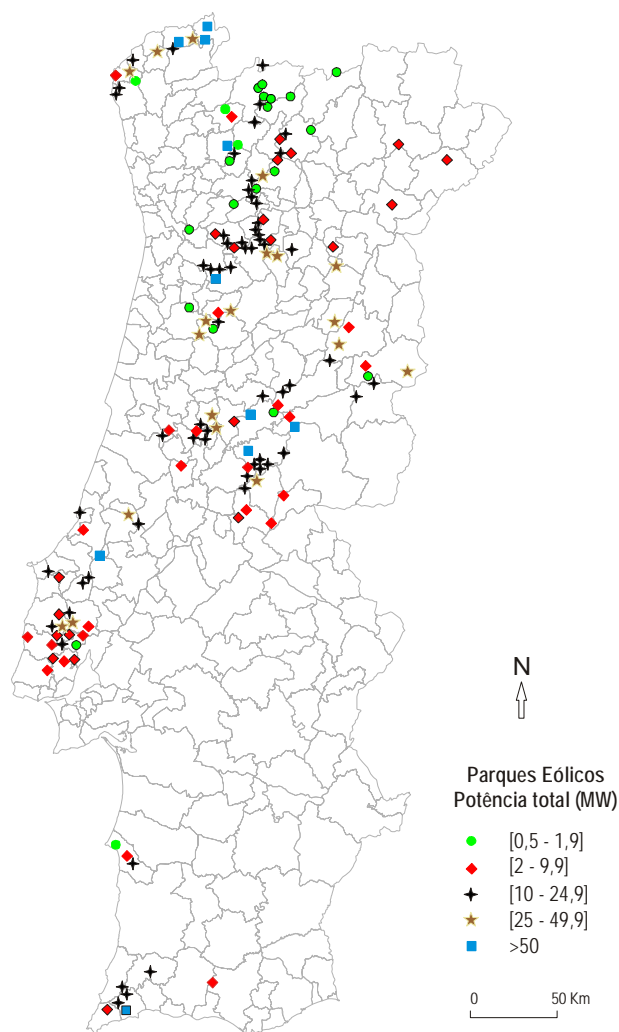 N
Parques Eólicos
Potência total (MW)
[0,5 - 1,9]
[2 - 9,9]
[10 - 24,9]
[25 - 49,9]
>50
0 50 Km